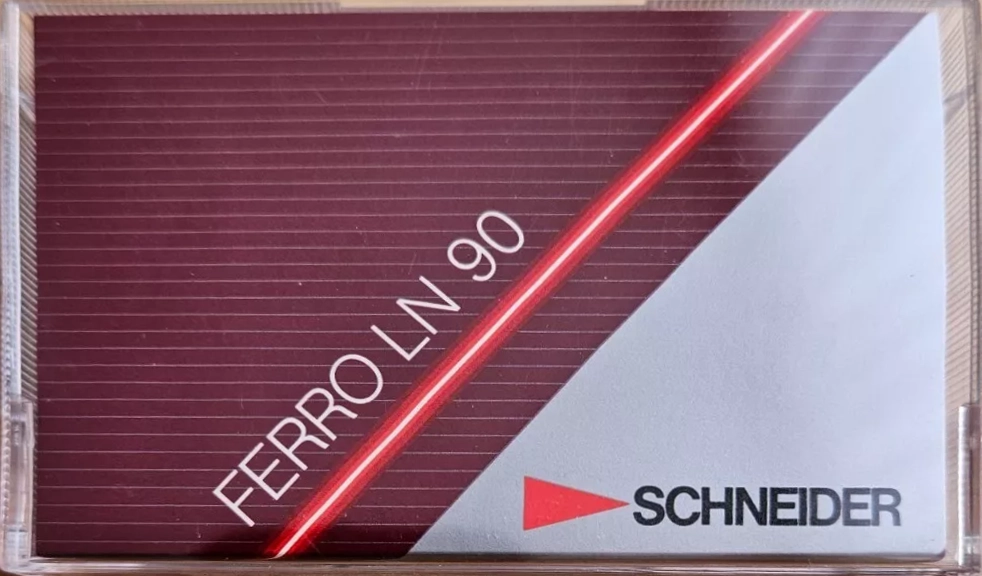 FERRO LN 90
SCHNEIDER